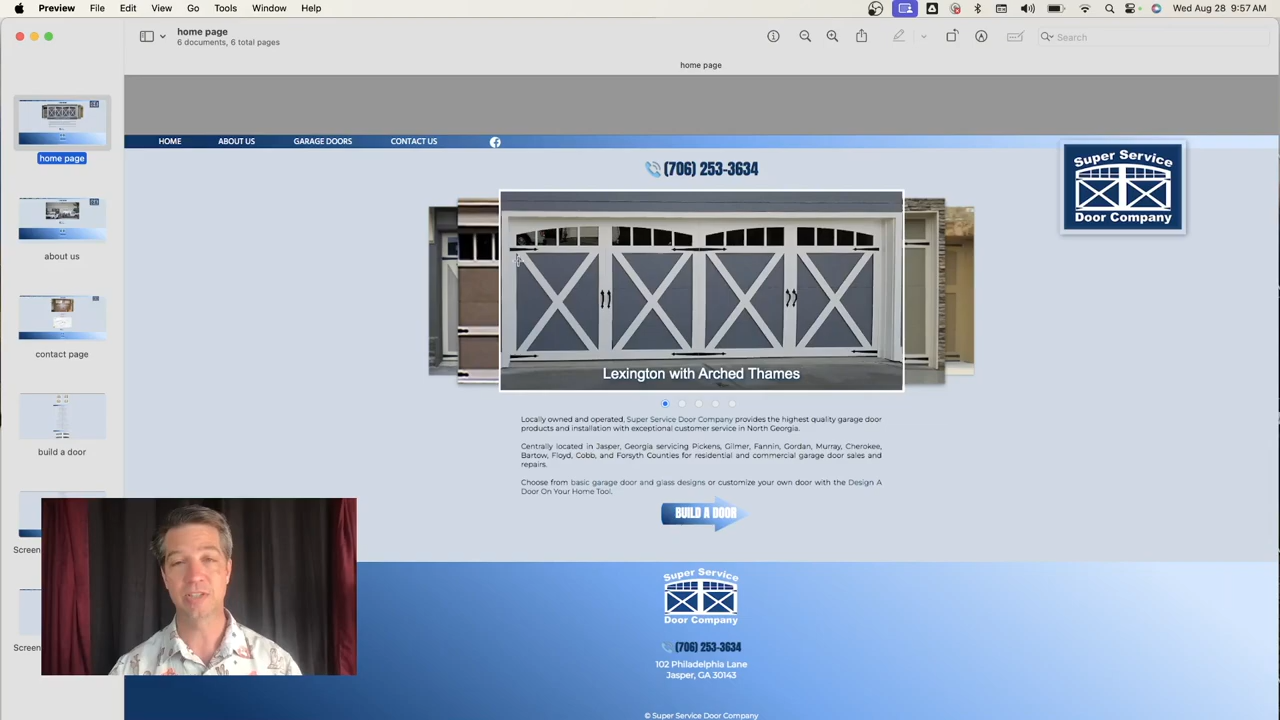 Preview File Edit View Go Tools Window Help Wed Aug 28 9:57 AM
home page
6 documents, 6 total pages
Search
home page
HOME ABOUT US GARAGE DOORS CONTACT US
(706) 253-3634
Super Service
Door Company
Lexington with Arched Thames
Locally owned and operated, Super Service Door Company provides the highest quality garage door
products and installation with exceptional customer service in North Georgia.
Centrally located in Jasper, Georgia servicing Pickens, Gilmer, Fannin, Gordan, Murray, Cherokee,
Bartow, Floyd, Cobb, and Forsyth Counties for residential and commercial garage door sales and
repairs.
Choose from basic garage door and glass designs or customize your own door with the Design A
Door On Your Home Tool.
BUILD A DOOR
Super Service
Door Company
(706) 253-3634
102 Philadelphia Lane
Jasper, GA 30143
© Super Service Door Company
home page
about us
contact page
build a door
Screen
Screen